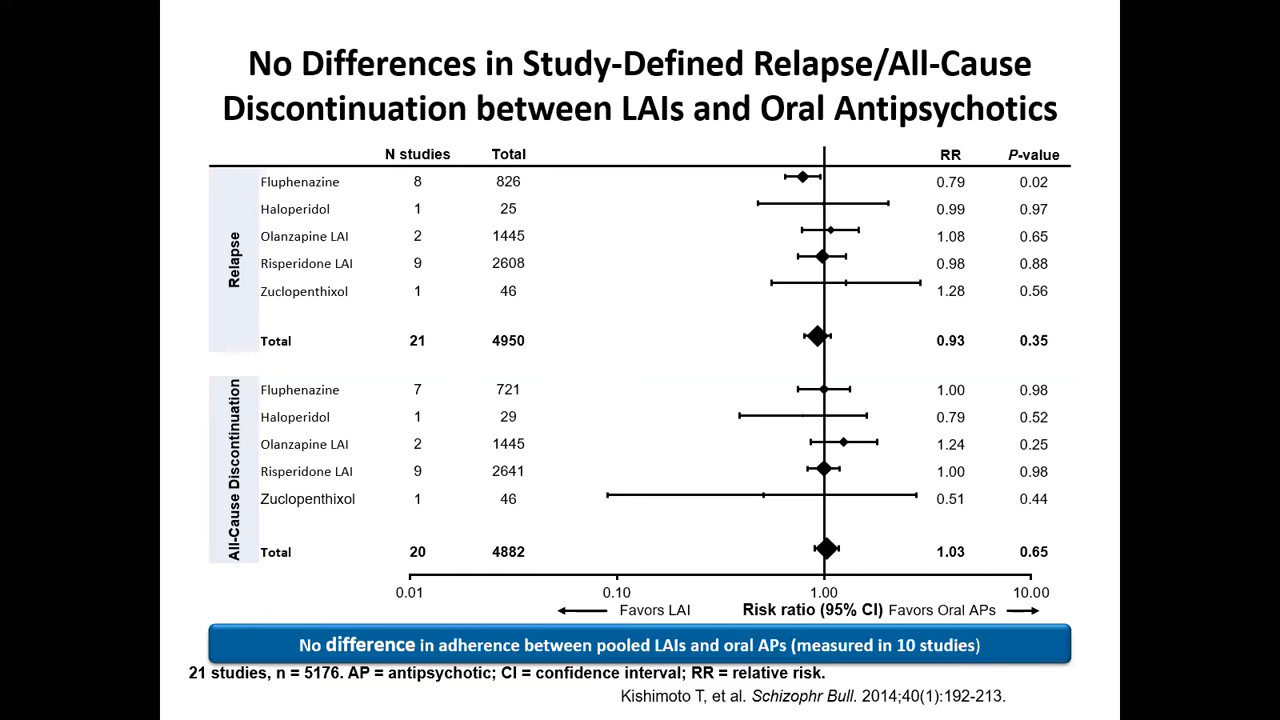 No Differences in Study-Defined Relapse/All-Cause
Discontinuation between LAIs and Oral Antipsychotics
N studies Total RR P-value
Relapse
Fluphenazine 8 826 0.79 0.02
Haloperidol 1 25 0.99 0.97
Olanzapine LAI 2 1445 1.08 0.65
Risperidone LAI 9 2608 0.98 0.88
Zuclopenthixol 1 46 1.28 0.56
Total 21 4950 0.93 0.35
All-Cause Discontinuation
Fluphenazine 7 721 1.00 0.98
Haloperidol 1 29 0.79 0.52
Olanzapine LAI 2 1445 1.24 0.25
Risperidone LAI 9 2641 1.00 0.98
Zuclopenthixol 1 46 0.51 0.44
Total 20 4882 1.03 0.65
0.01 0.10 1.00 10.00
Favors LAI Risk ratio (95% CI) Favors Oral APs
No difference in adherence between pooled LAIs and oral APs (measured in 10 studies)
21 studies, n = 5176. AP = antipsychotic; CI = confidence interval; RR = relative risk.
Kishimoto T, et al. Schizophr Bull. 2014;40(1):192-213.